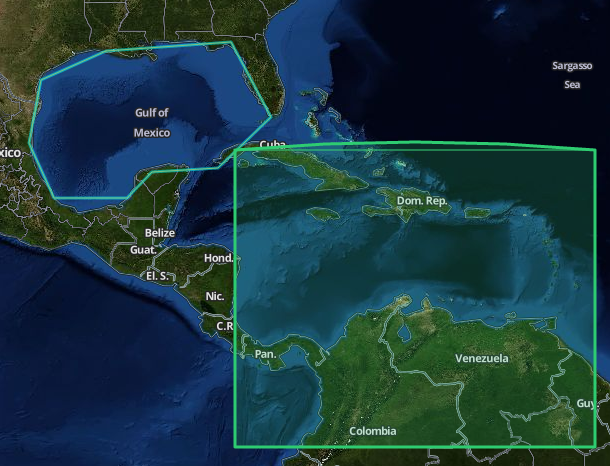 Sargasso
Sea
Gulf of
Mexico
xico
Cuba
Dom. Rep.
Belize
Guat.
Hond.
El. S.
Nic.
C.R
Pan.
Venezuela
Guy
Colombia